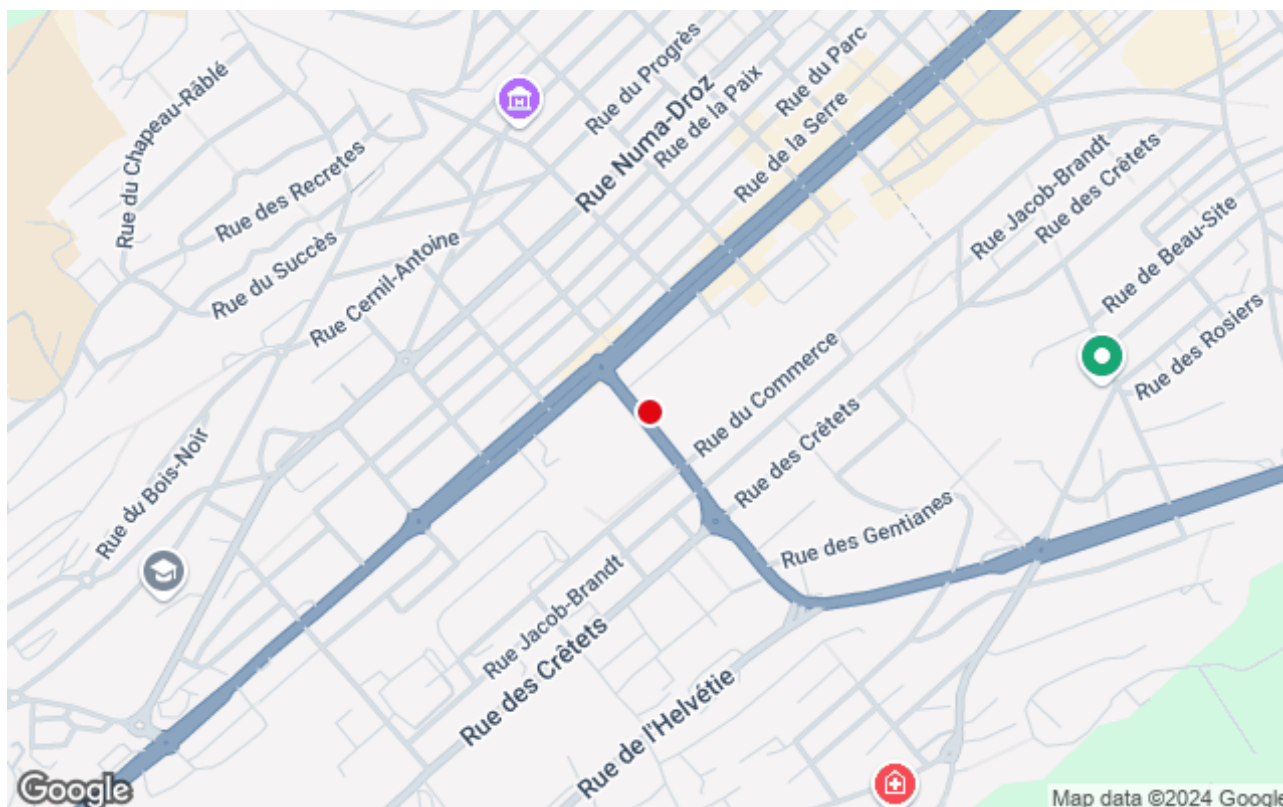 Rue du Chapeau-Râblé
Rue des Recretes
Rue du Succès
Rue Cernil-Antoine
Rue du Progrès
Rue Numa-Droz
Rue de la Paix
Rue du Parc
Rue de la Serre
Rue Jacob-Brandt
Rue des Crêtets
Rue de Beau-Site
Rue des Rosiers
Rue du Commerce
Rue des Crêtets
Rue du Bois-Noir
Rue des Gentianes
Rue Jacob-Brandt
Rue des Crêtets
Rue de l'Helvétie
Google
Map data ©2024 Google